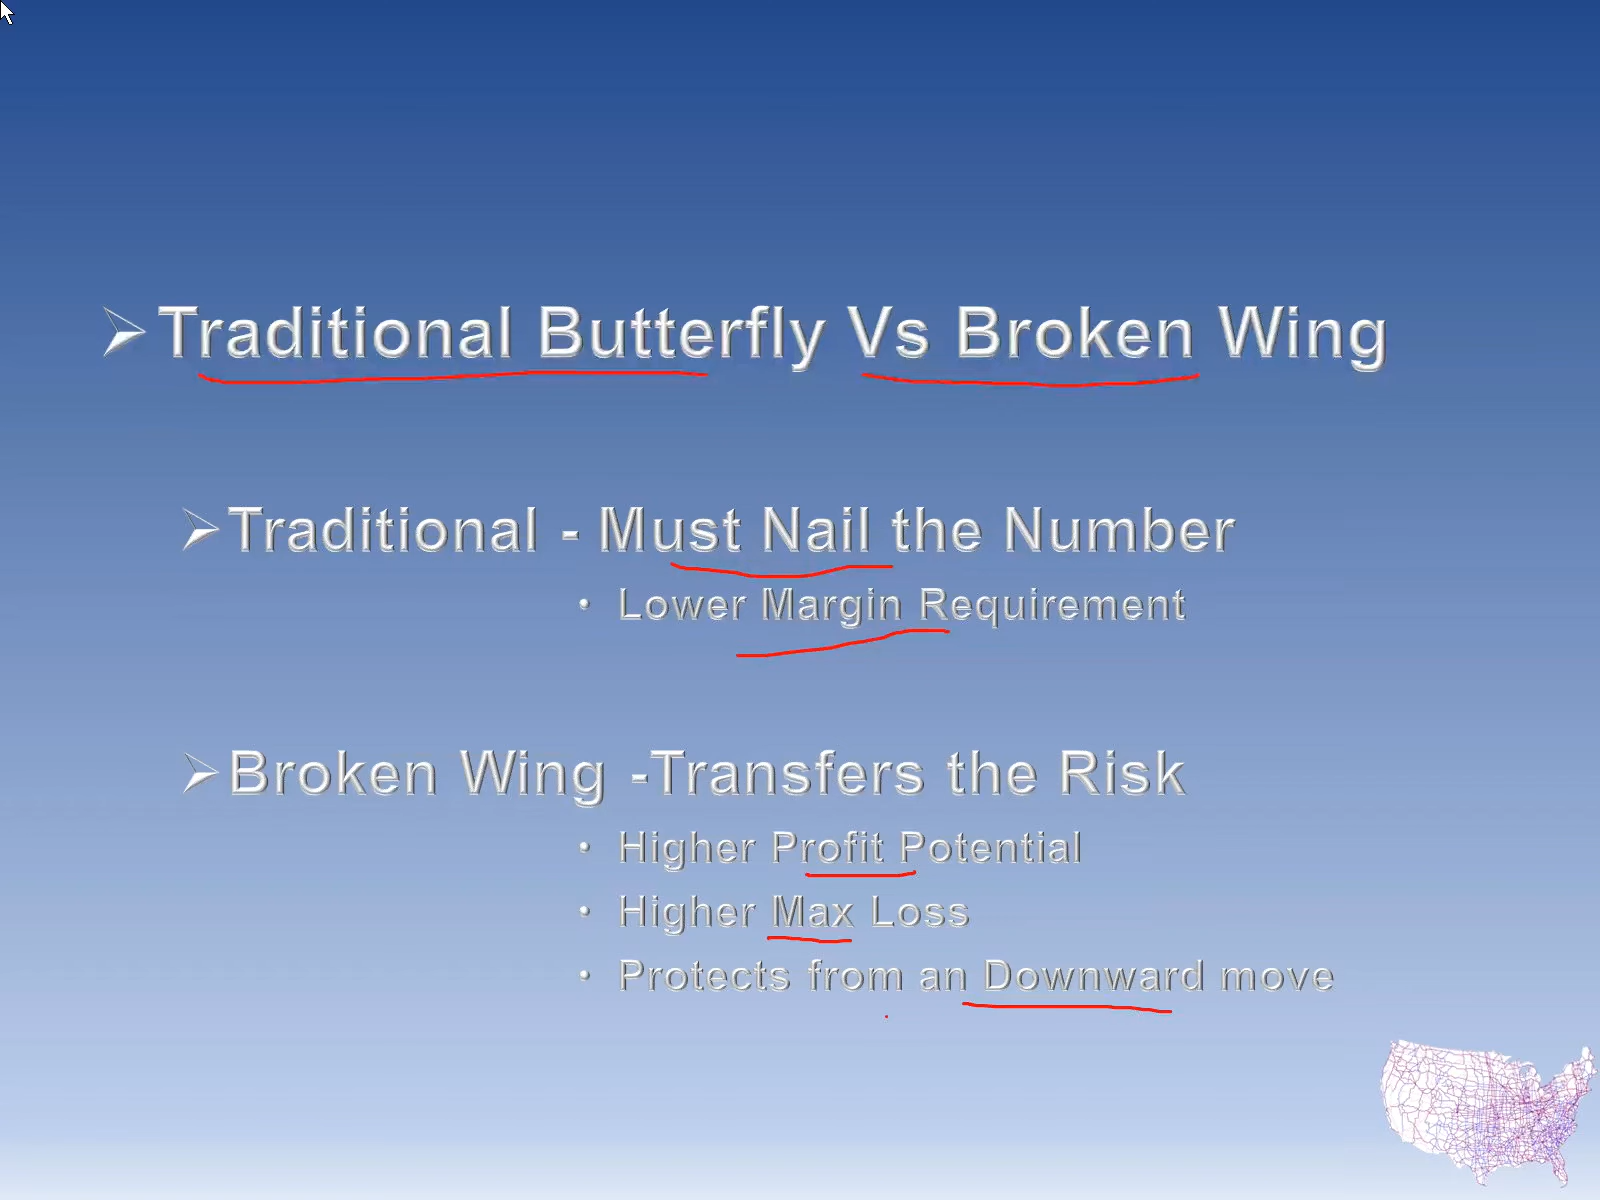 Traditional Butterfly Vs Broken Wing
Traditional - Must Nail the Number
• Lower Margin Requirement
Broken Wing -Transfers the Risk
• Higher Profit Potential
• Higher Max Loss
• Protects from an Downward move